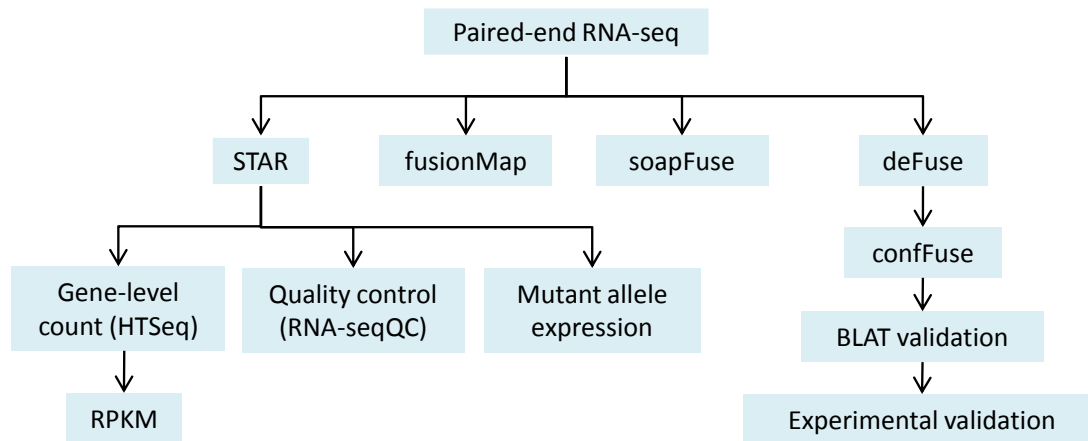 Paired-end RNA-seq
STAR
fusionMap
soapFuse
deFuse
confFuse
Gene-level
count (HTSeq)
Quality control
(RNA-seqQC)
Mutant allele
expression
BLAT validation
RPKM
Experimental validation